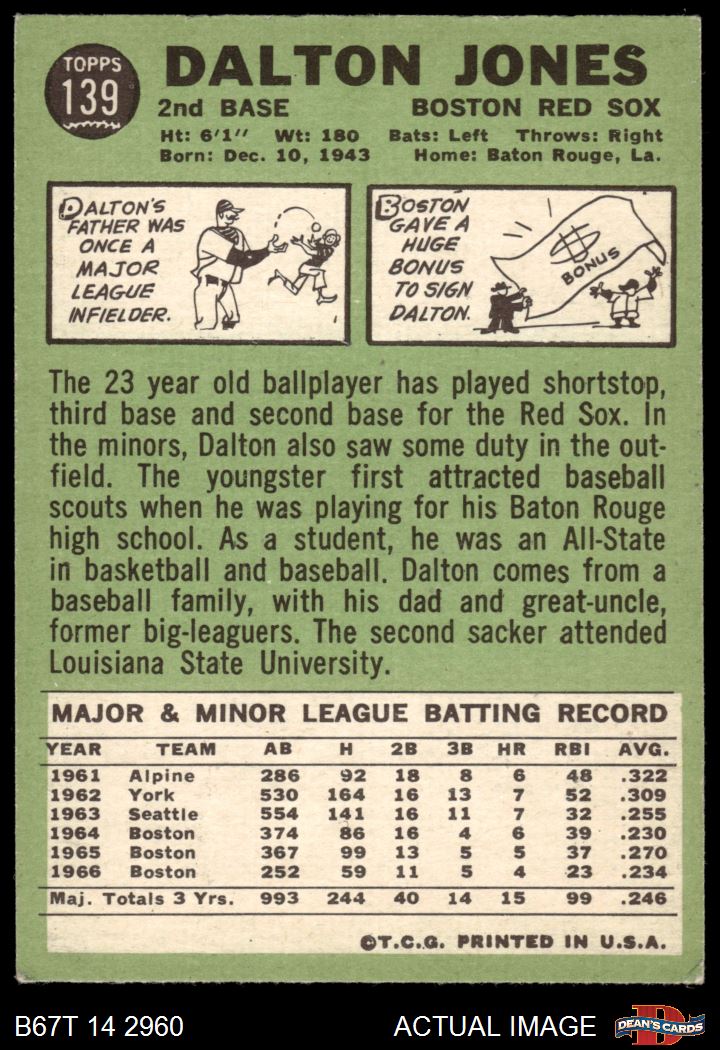 TOPPS
139
DALTON JONES
2nd BASE BOSTON RED SOX
Ht: 6'1" Wt: 180 Bats: Left Throws: Right
Born: Dec. 10, 1943 Home: Baton Rouge, La.
DALTON'S
FATHER WAS
ONCE A
MAJOR
LEAGUE
INFIELDER.
BOSTON
GAVE A
HUGE
BONUS
TO SIGN
DALTON.
BONUS
The 23 year old ballplayer has played shortstop,
third base and second base for the Red Sox. In
the minors, Dalton also saw some duty in the out-
field. The youngster first attracted baseball
scouts when he was playing for his Baton Rouge
high school. As a student, he was an All-State
in basketball and baseball. Dalton comes from a
baseball family, with his dad and great-uncle,
former big-leaguers. The second sacker attended
Louisiana State University.
MAJOR & MINOR LEAGUE BATTING RECORD
YEAR TEAM AB H 2B 3B HR RBI AVG.
1961 Alpine 286 92 18 8 6 48 .322
1962 York 530 164 16 13 7 52 .309
1963 Seattle 554 141 16 11 7 32 .255
1964 Boston 374 86 16 4 6 39 .230
1965 Boston 367 99 13 5 5 37 .270
1966 Boston 252 59 11 5 4 23 .234
Maj. Totals 3 Yrs. 993 244 40 14 15 99 .246
©T.C.G. PRINTED IN U.S.A.
B67T 14 2960 ACTUAL IMAGE
D
DEAN'S CARDS